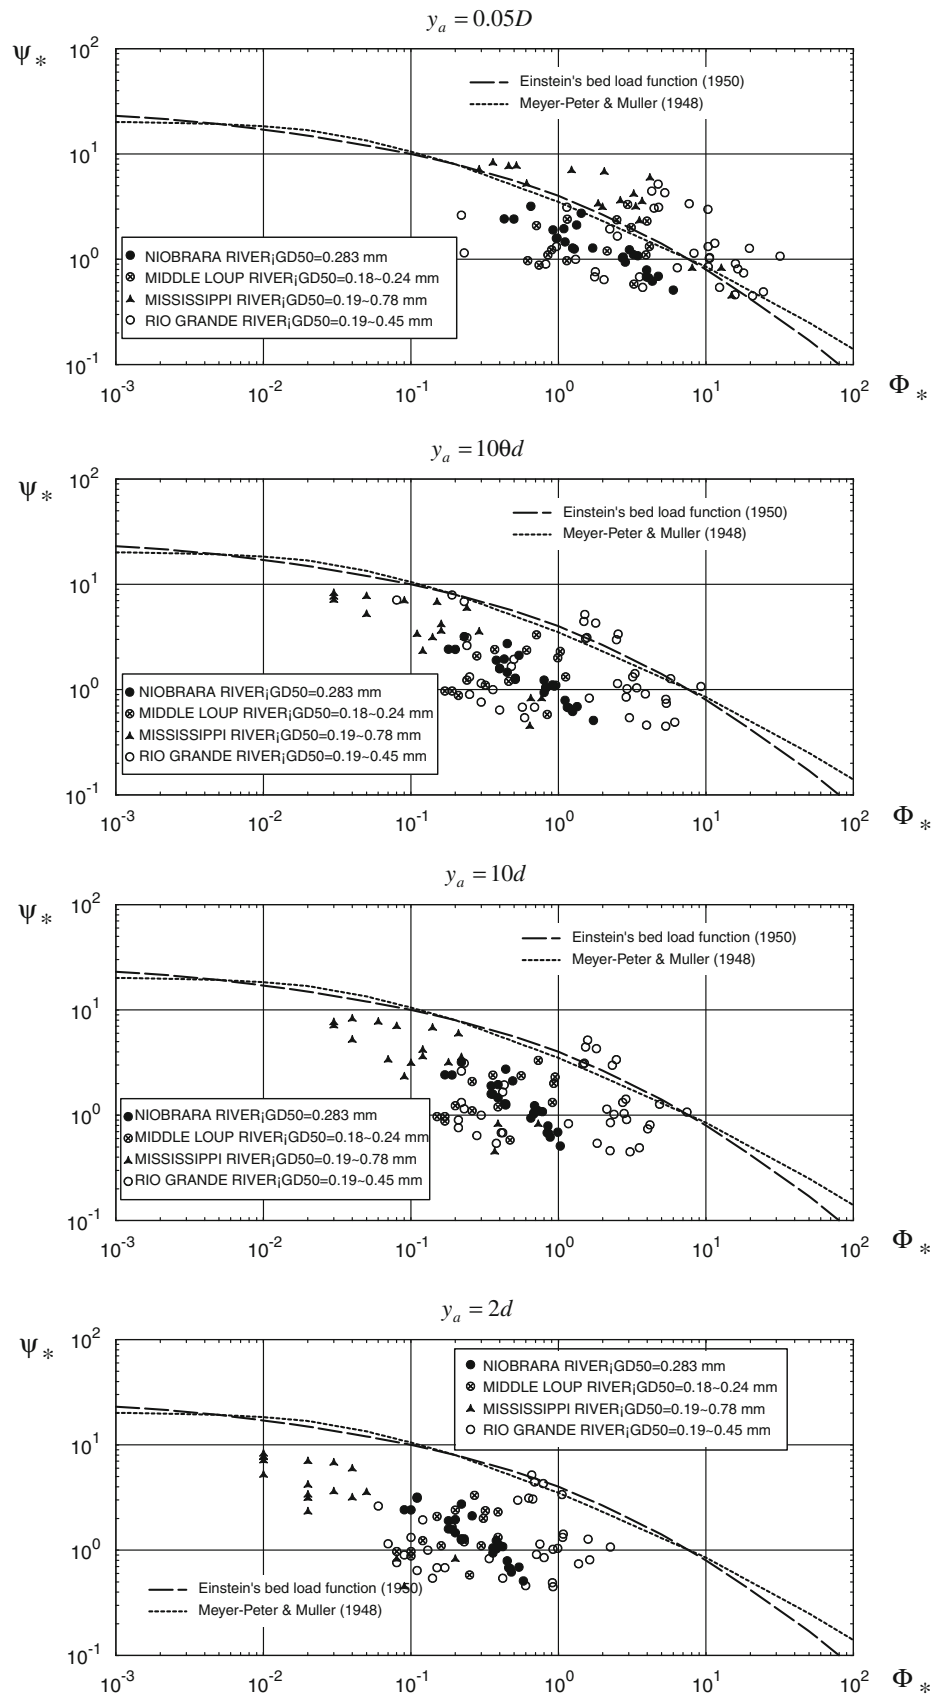 y_a = 0.05D
Ψ*
10^2
Einstein's bed load function (1950)
Meyer-Peter & Muller (1948)
10^1
NIOBRARA RIVER¡GD50=0.283 mm
10^0
MIDDLE LOUP RIVER¡GD50=0.18~0.24 mm
MISSISSIPPI RIVER¡GD50=0.19~0.78 mm
RIO GRANDE RIVER¡GD50=0.19~0.45 mm
10^-1
10^-3 10^-2 10^-1 10^0 10^1 10^2 Φ*
y_a = 10θd
Ψ*
10^2
Einstein's bed load function (1950)
Meyer-Peter & Muller (1948)
10^1
10^0
NIOBRARA RIVER¡GD50=0.283 mm
MIDDLE LOUP RIVER¡GD50=0.18~0.24 mm
MISSISSIPPI RIVER¡GD50=0.19~0.78 mm
RIO GRANDE RIVER¡GD50=0.19~0.45 mm
10^-1
10^-3 10^-2 10^-1 10^0 10^1 10^2 Φ*
y_a = 10d
Ψ*
10^2
Einstein's bed load function (1950)
Meyer-Peter & Muller (1948)
10^1
10^0
NIOBRARA RIVER¡GD50=0.283 mm
MIDDLE LOUP RIVER¡GD50=0.18~0.24 mm
MISSISSIPPI RIVER¡GD50=0.19~0.78 mm
RIO GRANDE RIVER¡GD50=0.19~0.45 mm
10^-1
10^-3 10^-2 10^-1 10^0 10^1 10^2 Φ*
y_a = 2d
Ψ*
10^2
NIOBRARA RIVER¡GD50=0.283 mm
MIDDLE LOUP RIVER¡GD50=0.18~0.24 mm
MISSISSIPPI RIVER¡GD50=0.19~0.78 mm
RIO GRANDE RIVER¡GD50=0.19~0.45 mm
10^1
10^0
Einstein's bed load function (1950)
Meyer-Peter & Muller (1948)
10^-1
10^-3 10^-2 10^-1 10^0 10^1 10^2 Φ*